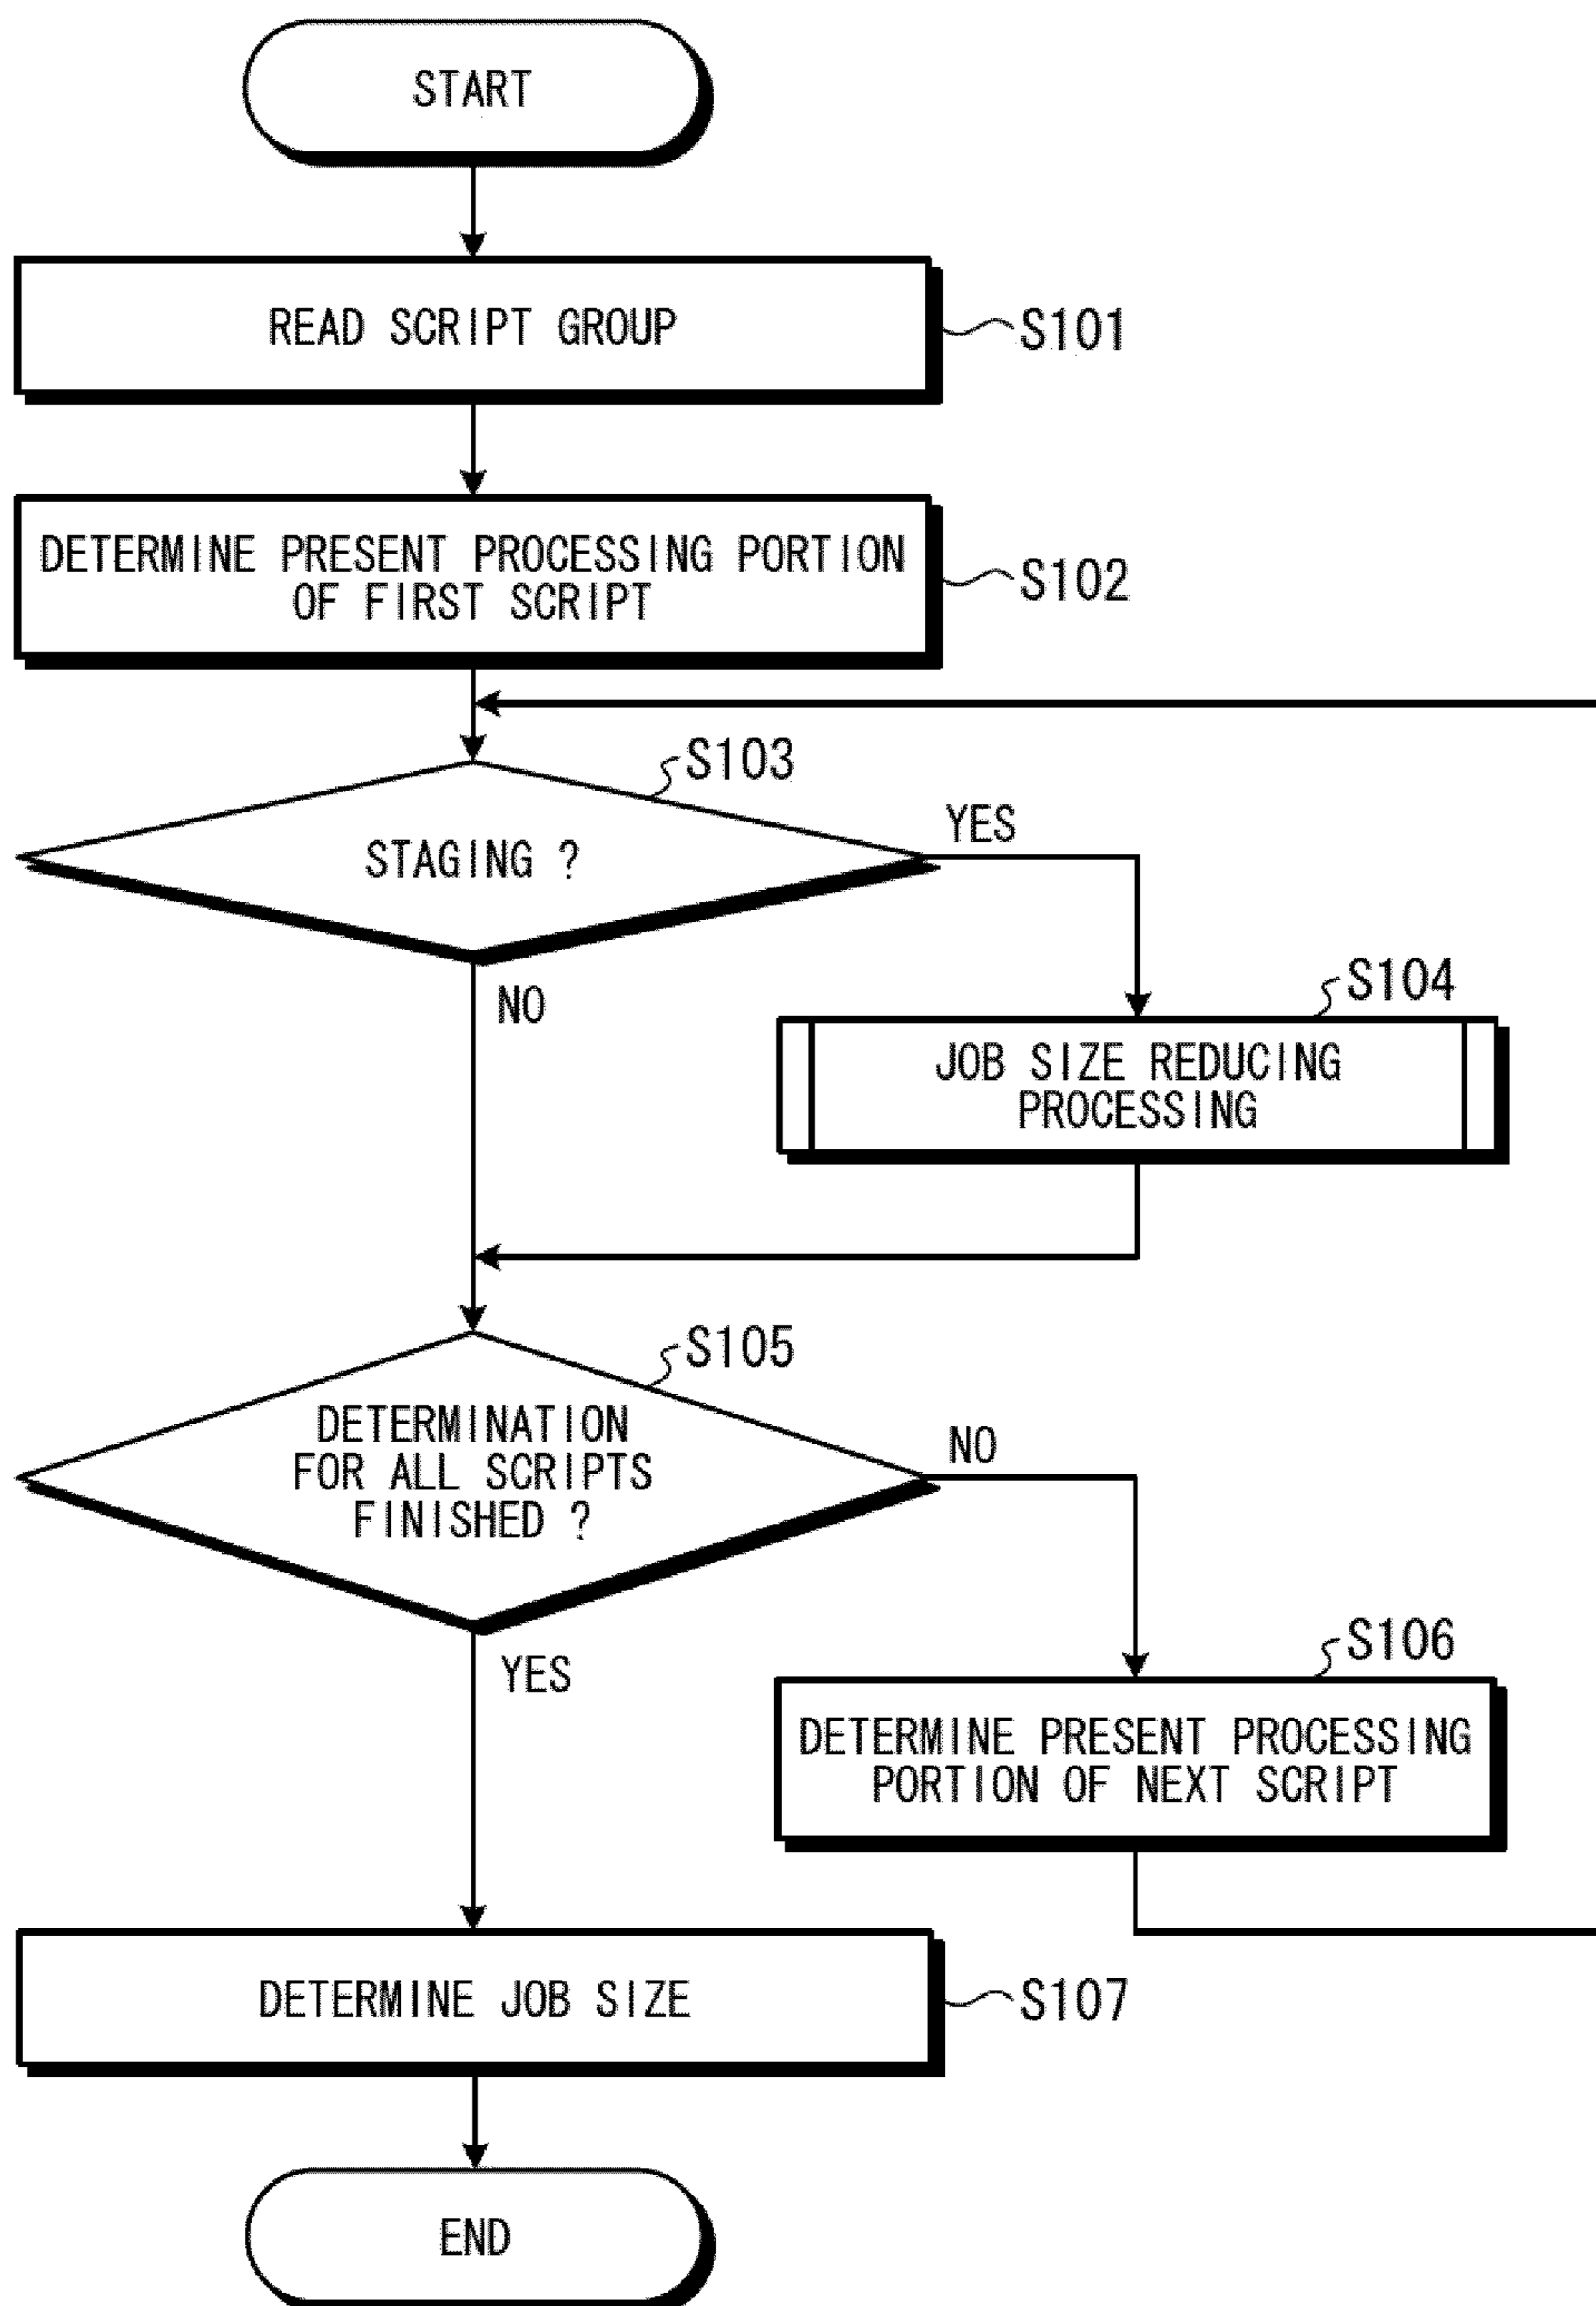 START
READ SCRIPT GROUP
S101
DETERMINE PRESENT PROCESSING PORTION
OF FIRST SCRIPT
S102
S103
STAGING ?
YES
NO
S104
JOB SIZE REDUCING
PROCESSING
S105
DETERMINATION
FOR ALL SCRIPTS
FINISHED ?
NO
YES
S106
DETERMINE PRESENT PROCESSING
PORTION OF NEXT SCRIPT
DETERMINE JOB SIZE
S107
END